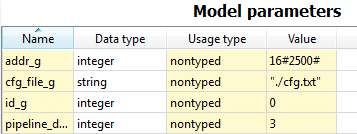 Model parameters
Name Data type Usage type Value
addr_g integer nontyped 16#2500#
cfg_file_g string nontyped "./cfg.txt"
id_g integer nontyped 0
pipeline_d... integer nontyped 3